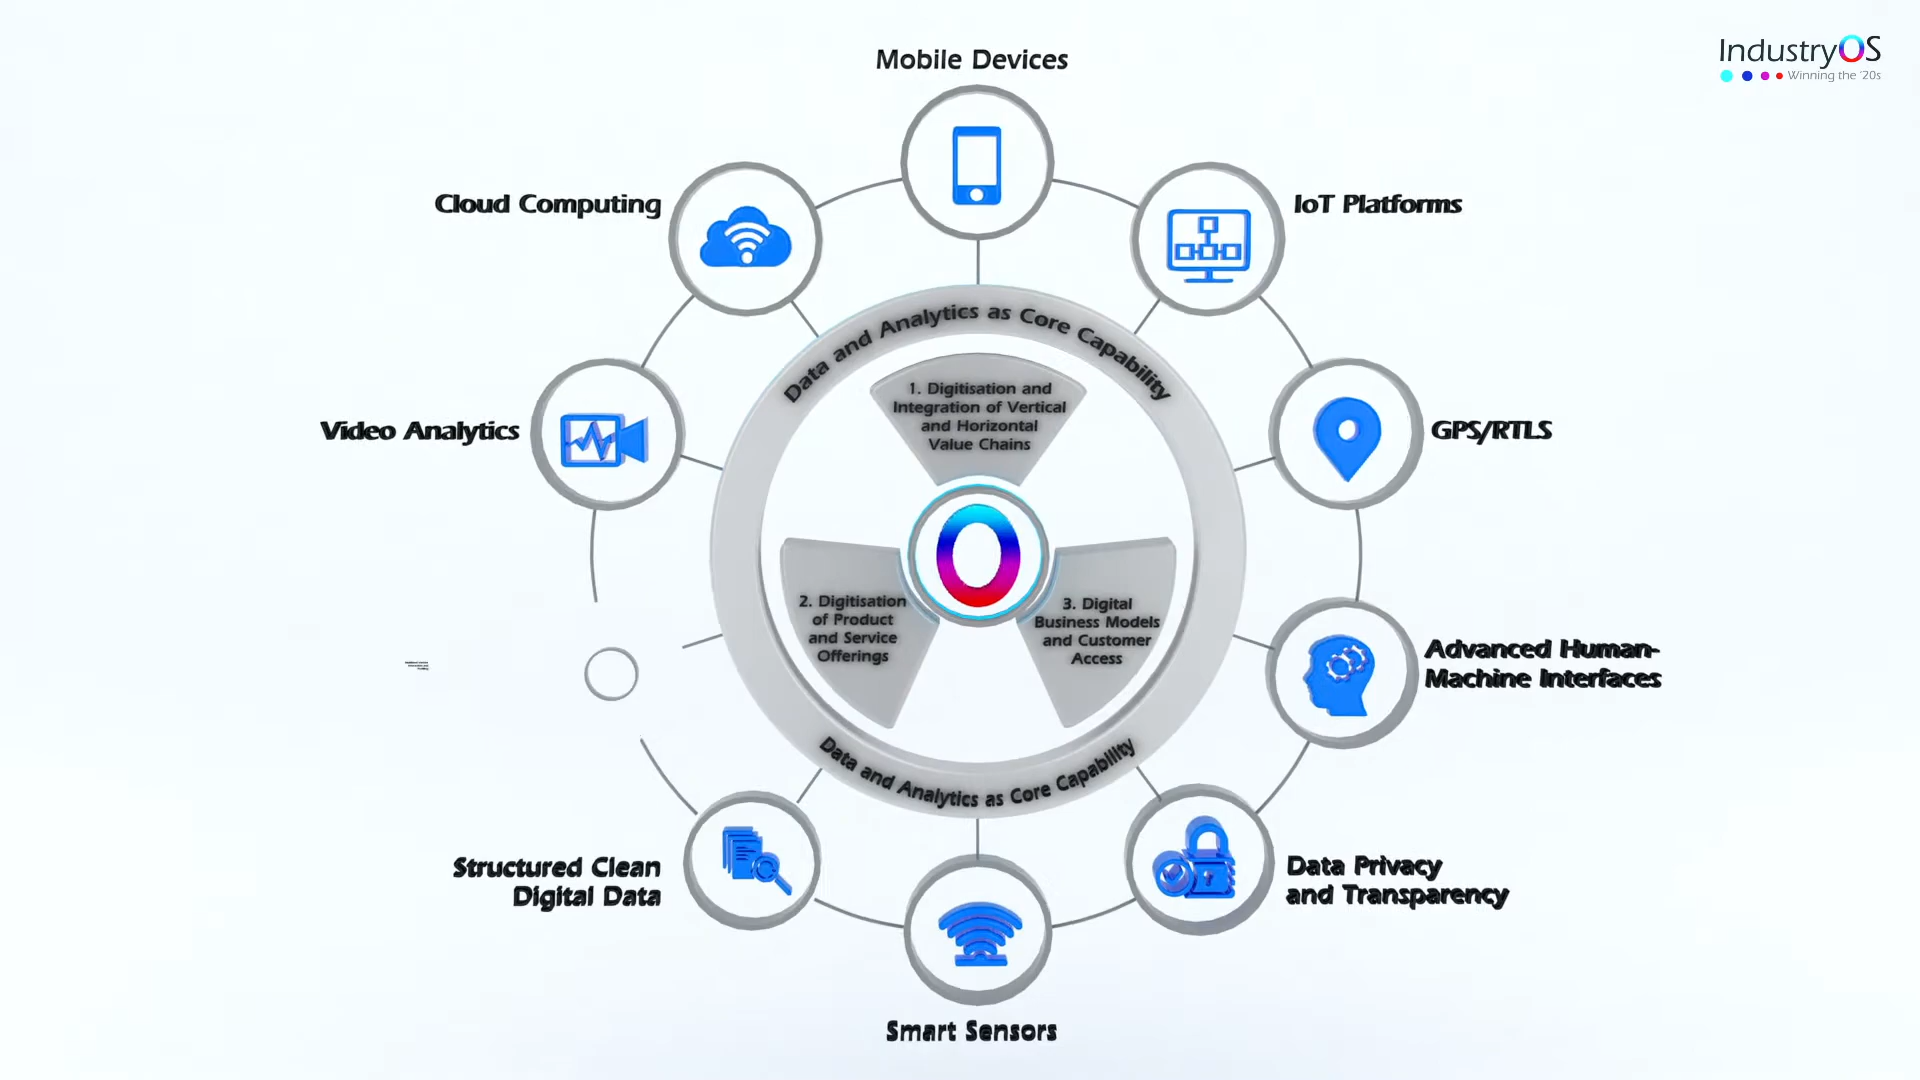 IndustryOS
Winning the '20s
Mobile Devices
Cloud Computing
IoT Platforms
Data and Analytics as Core Capability
1. Digitisation and
Integration of Vertical
and Horizontal
Value Chains
Video Analytics
GPS/RTLS
2. Digitisation
of Product
and Service
Offerings
3. Digital
Business Models
and Customer
Access
Advanced Human-
Machine Interfaces
Data and Analytics as Core Capability
Structured Clean
Digital Data
Data Privacy
and Transparency
Smart Sensors